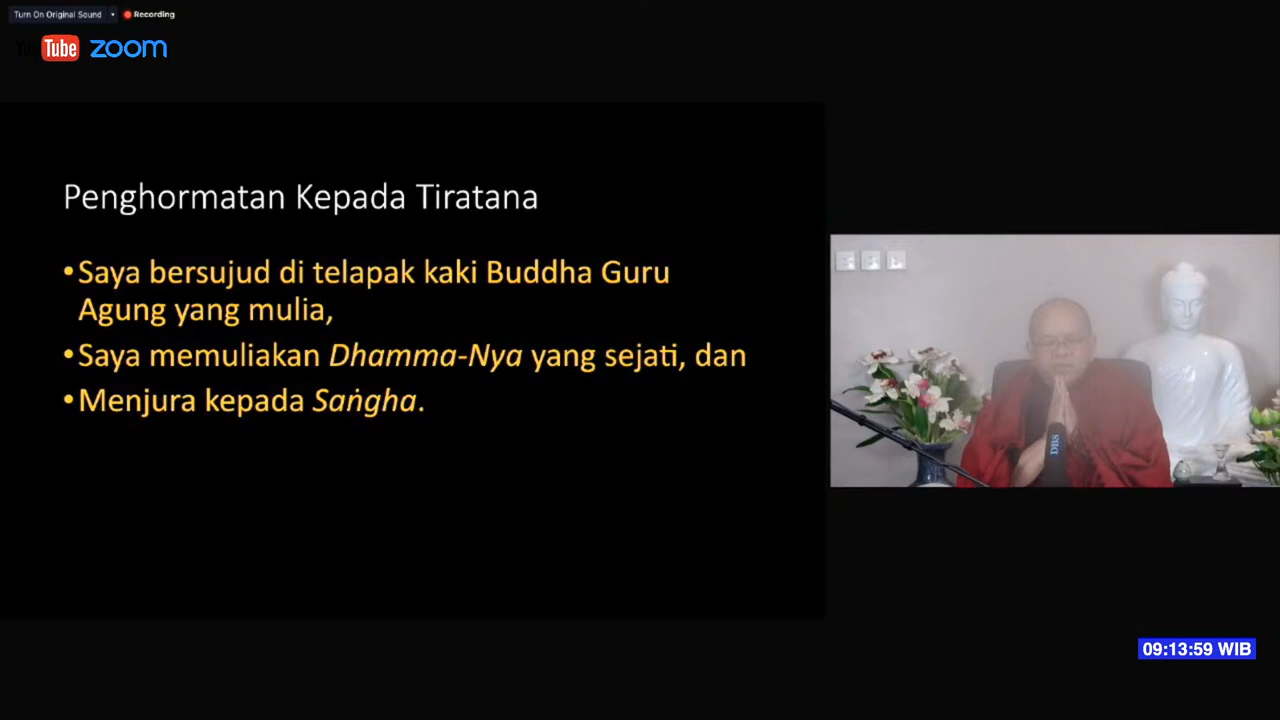 Turn On Original Sound
Recording
YouTube zoom
Penghormatan Kepada Tiratana
•Saya bersujud di telapak kaki Buddha Guru
Agung yang mulia,
•Saya memuliakan Dhamma-Nya yang sejati, dan
•Menjura kepada Saṅgha.
DBS
09:13:59 WIB